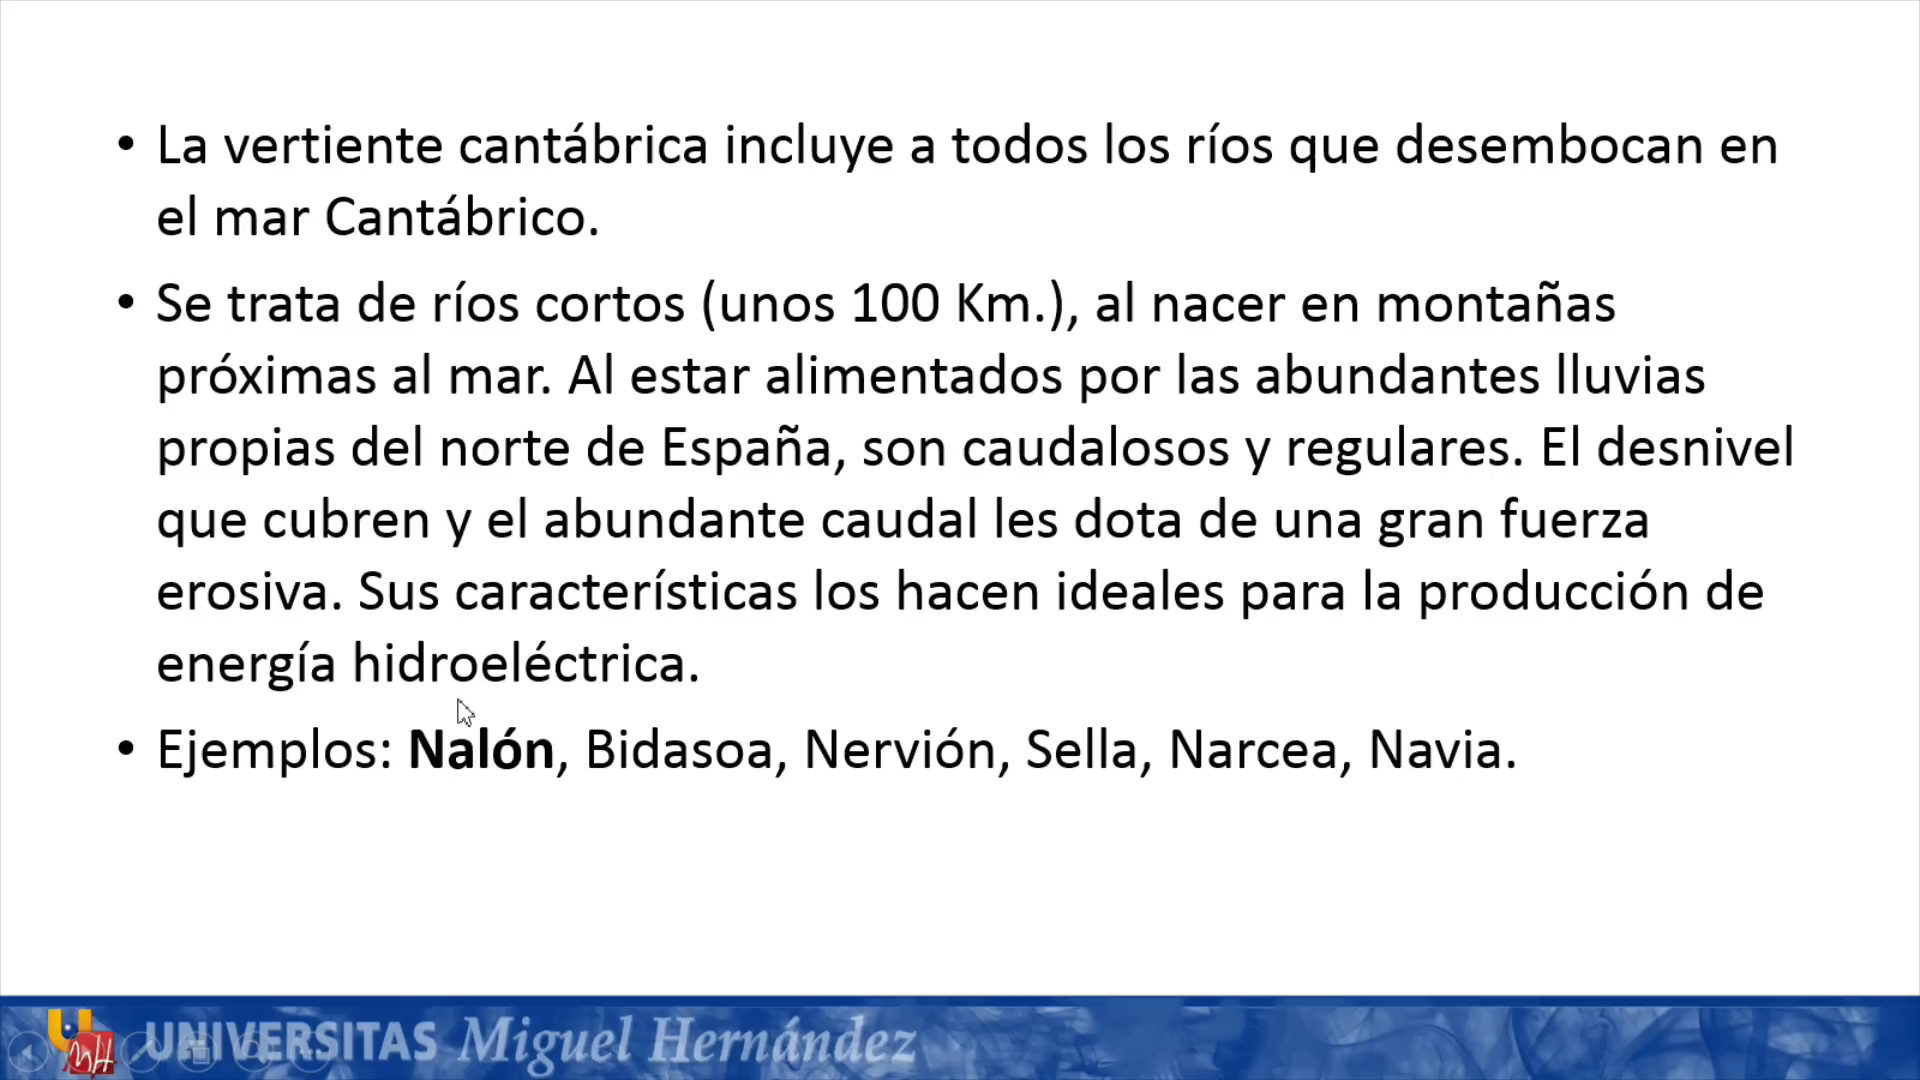 • La vertiente cantábrica incluye a todos los ríos que desembocan en
el mar Cantábrico.
• Se trata de ríos cortos (unos 100 Km.), al nacer en montañas
próximas al mar. Al estar alimentados por las abundantes lluvias
propias del norte de España, son caudalosos y regulares. El desnivel
que cubren y el abundante caudal les dota de una gran fuerza
erosiva. Sus características los hacen ideales para la producción de
energía hidroeléctrica.
• Ejemplos: Nalón, Bidasoa, Nervión, Sella, Narcea, Navia.
UNIVERSITAS Miguel Hernández